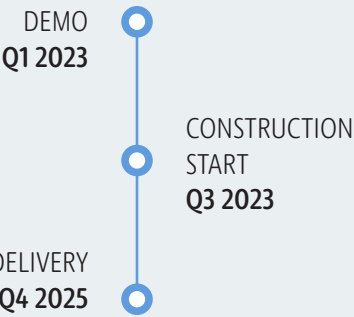 DEMO
Q1 2023
CONSTRUCTION
START
Q3 2023
DELIVERY
Q4 2025